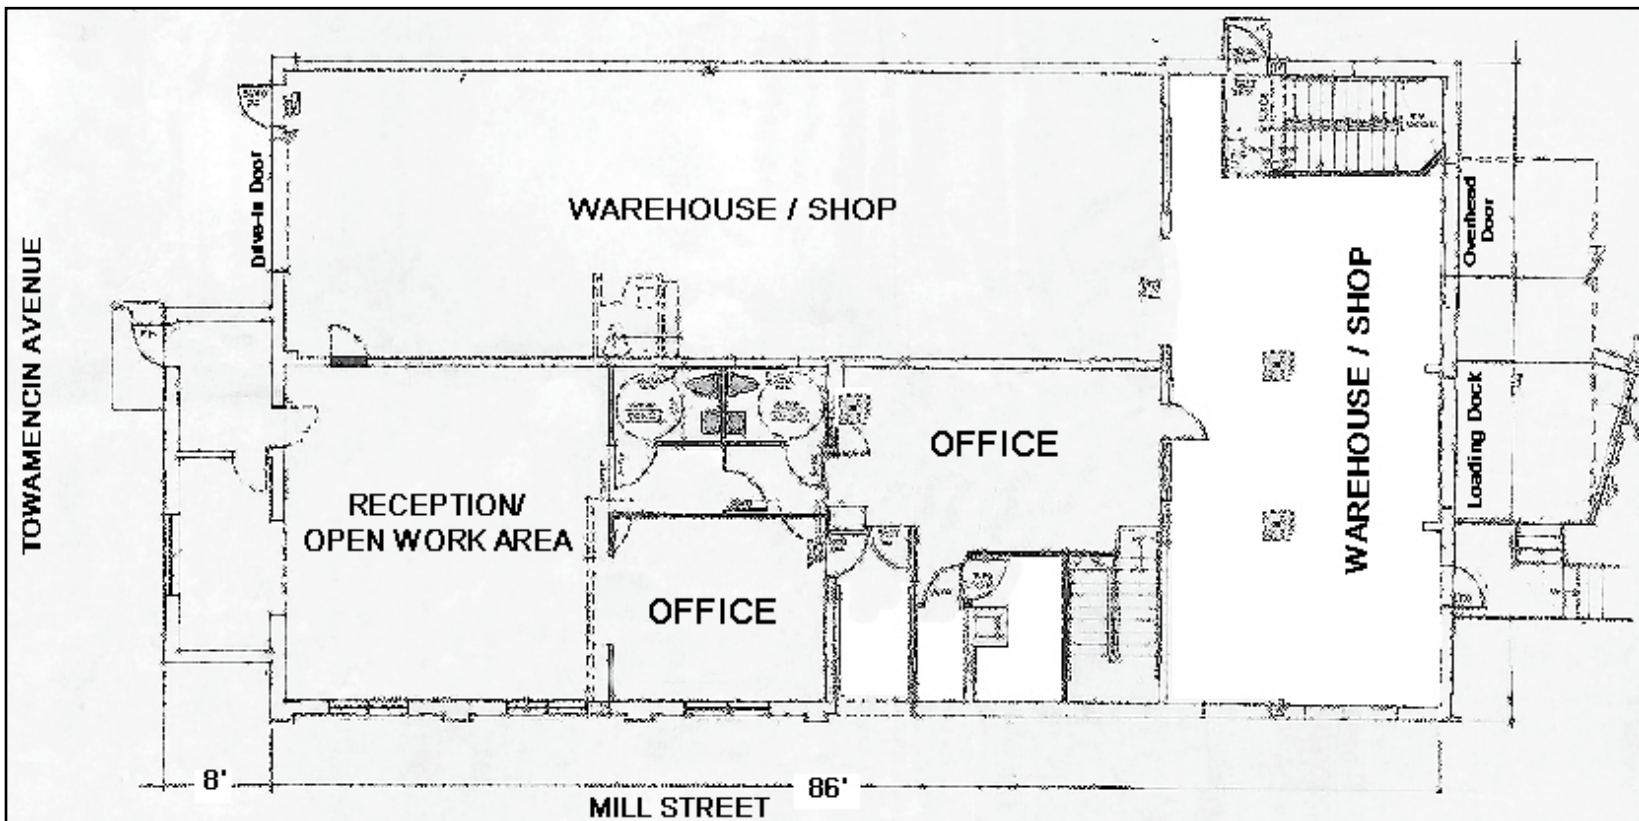 TOWAMENCIN AVENUE
Drive-In Door
WAREHOUSE / SHOP
Overhead
Door
WAREHOUSE / SHOP
Loading Dock
OFFICE
RECEPTION/
OPEN WORK AREA
OFFICE
8'
86'
MILL STREET